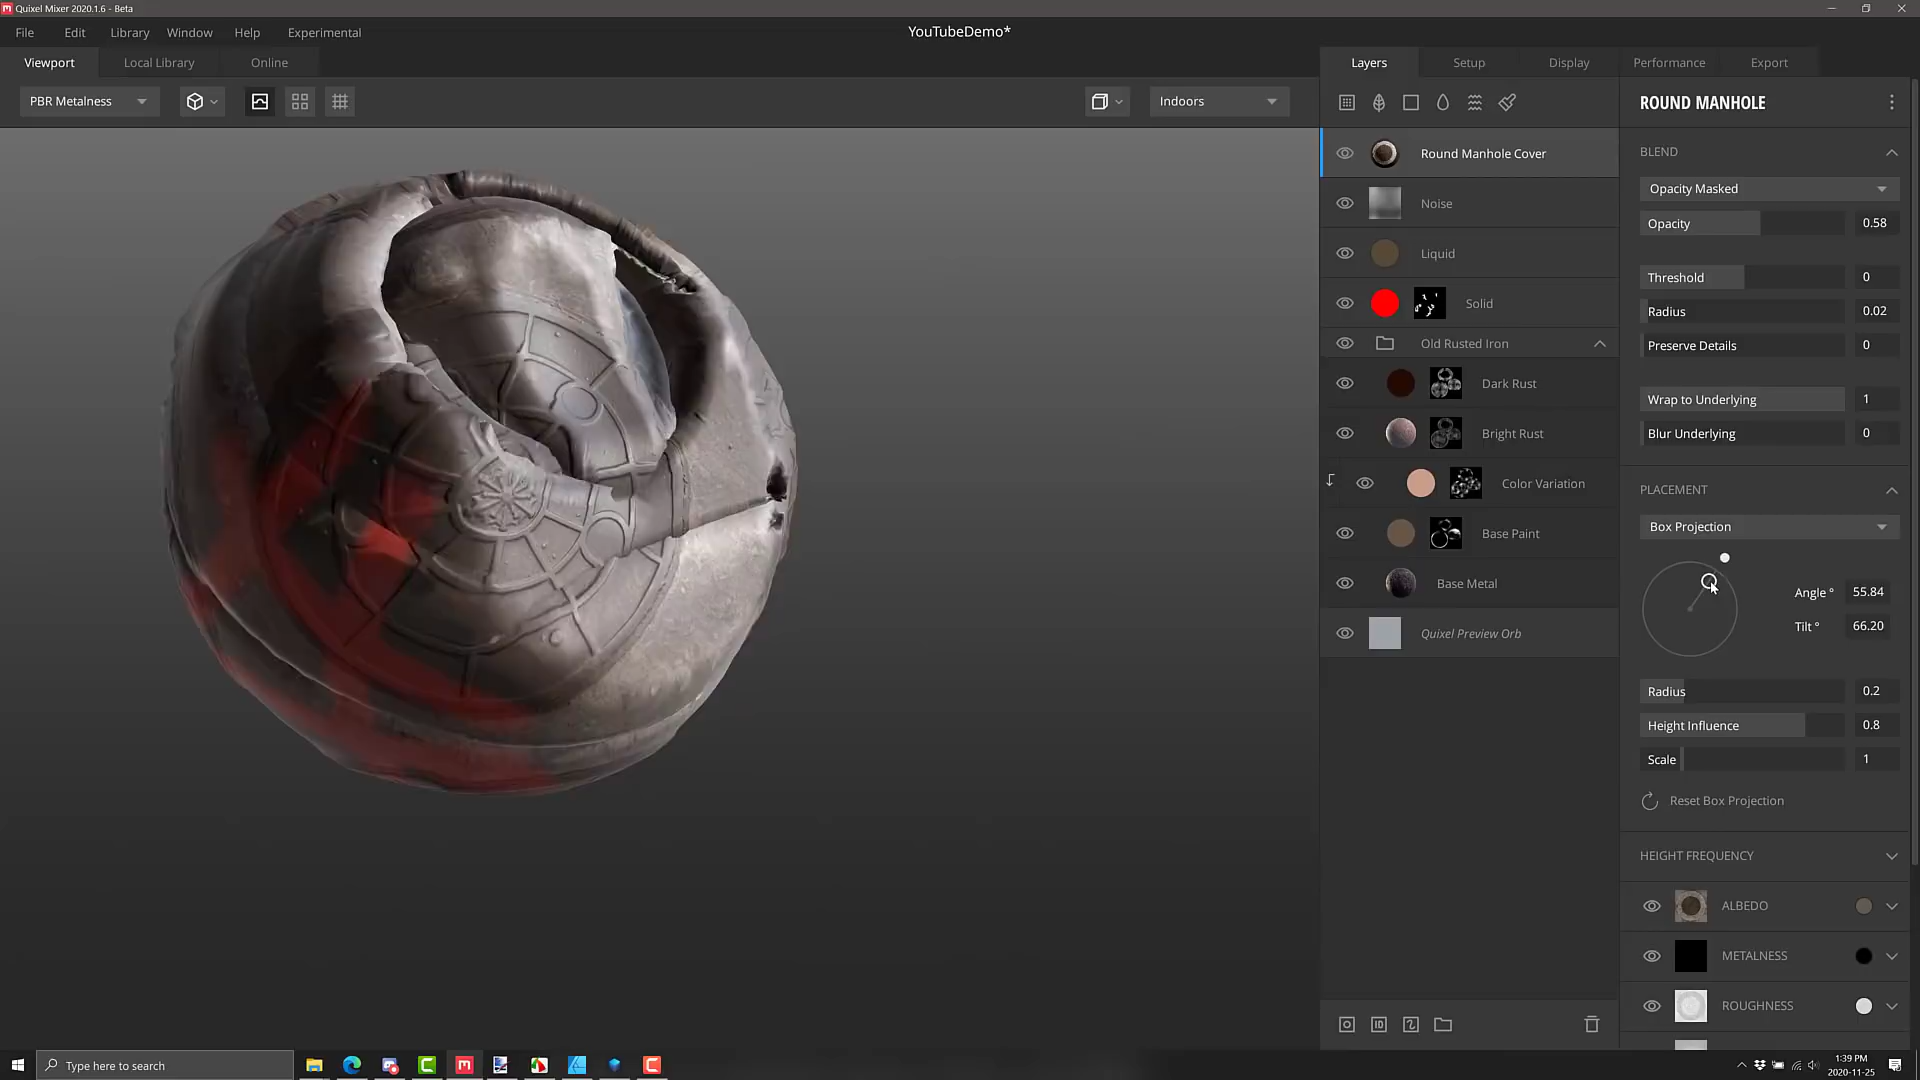 Quixel Mixer 2020.1.6 - Beta
File Edit Library Window Help Experimental
YouTubeDemo*
Viewport Local Library Online
Layers Setup Display Performance Export
PBR Metalness
Indoors
ROUND MANHOLE
BLEND
Opacity Masked
Opacity 0.58
Threshold 0
Radius 0.02
Preserve Details 0
Wrap to Underlying 1
Blur Underlying 0
PLACEMENT
Box Projection
Angle ° 55.84
Tilt ° 66.20
Radius 0.2
Height Influence 0.8
Scale 1
Reset Box Projection
HEIGHT FREQUENCY
ALBEDO
METALNESS
ROUGHNESS
Round Manhole Cover
Noise
Liquid
Solid
Old Rusted Iron
Dark Rust
Bright Rust
Color Variation
Base Paint
Base Metal
Quixel Preview Orb
ID
Type here to search
1:39 PM
2020-11-25